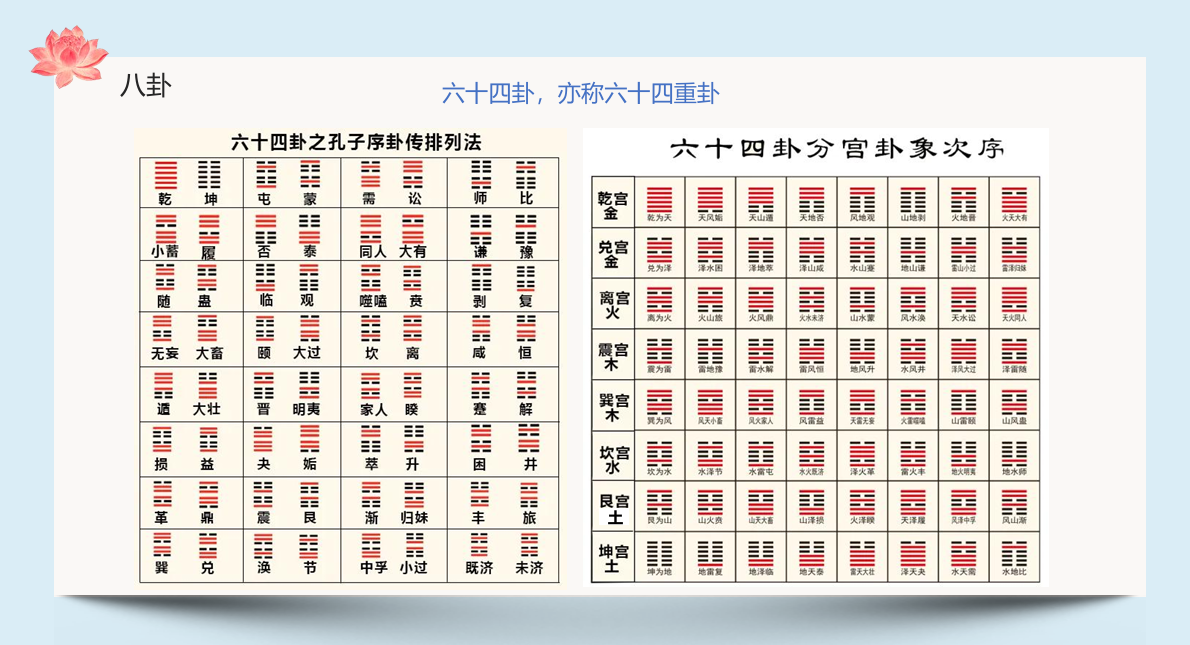 八卦
六十四卦，亦称六十四重卦
六十四卦之孔子序卦传排列法
乾 坤 屯 蒙 需 讼 师 比
小蓄 履 否 泰 同人 大有 谦 豫
随 蛊 临 观 噬嗑 贲 剥 复
无妄 大畜 颐 大过 坎 离 咸 恒
遁 大壮 晋 明夷 家人 睽 蹇 解
损 益 夬 姤 萃 升 困 井
革 鼎 震 艮 渐 归妹 丰 旅
巽 兑 涣 节 中孚 小过 既济 未济
六十四卦分宫卦象次序
乾宫
金
乾为天 天风姤 天山遁 天地否 风地观 山地剥 火地晋 火天大有
兑宫
金
兑为泽 泽水困 泽地萃 泽山咸 水山蹇 地山谦 雷山小过 雷泽归妹
离宫
火
离为火 火山旅 火风鼎 火水未济 山水蒙 风水涣 天水讼 天火同人
震宫
木
震为雷 雷地豫 雷水解 雷风恒 地风升 水风井 泽风大过 泽雷随
巽宫
木
巽为风 风天小畜 风火家人 风雷益 天雷无妄 火雷噬嗑 山雷颐 山风蛊
坎宫
水
坎为水 水泽节 水雷屯 水火既济 泽火革 雷火丰 地火明夷 地水师
艮宫
土
艮为山 山火贲 山天大畜 山泽损 火泽睽 天泽履 风泽中孚 风山渐
坤宫
土
坤为地 地雷复 地泽临 地天泰 雷天大壮 泽天夬 水天需 水地比